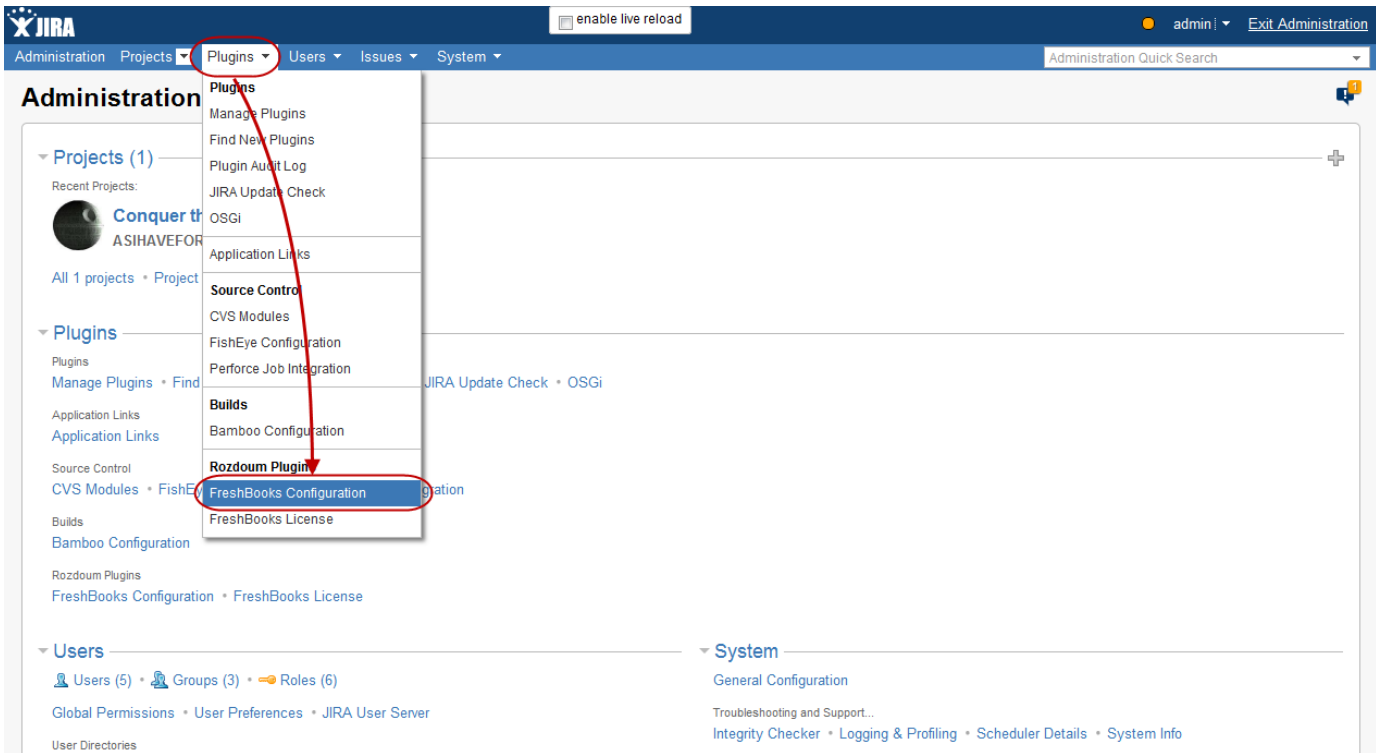 JIRA
enable live reload
admin Exit Administration
Administration Projects Plugins Users Issues System Administration Quick Search
Administration
1
Plugins
Manage Plugins
Find New Plugins
Plugin Audit Log
JIRA Update Check
OSGi
Application Links
Source Control
CVS Modules
FishEye Configuration
Perforce Job Integration
Builds
Bamboo Configuration
Rozdoum Plugin
FreshBooks Configuration
FreshBooks License
Projects (1)
Recent Projects:
Conquer th
ASIHAVEFOR
All 1 projects • Project
Plugins
Plugins
Manage Plugins • Find JIRA Update Check • OSGi
Application Links
Application Links
Source Control
CVS Modules • FishEy gration
Builds
Bamboo Configuration
Rozdoum Plugins
FreshBooks Configuration • FreshBooks License
Users
Users (5) • Groups (3) • Roles (6)
Global Permissions • User Preferences • JIRA User Server
User Directories
System
General Configuration
Troubleshooting and Support...
Integrity Checker • Logging & Profiling • Scheduler Details • System Info